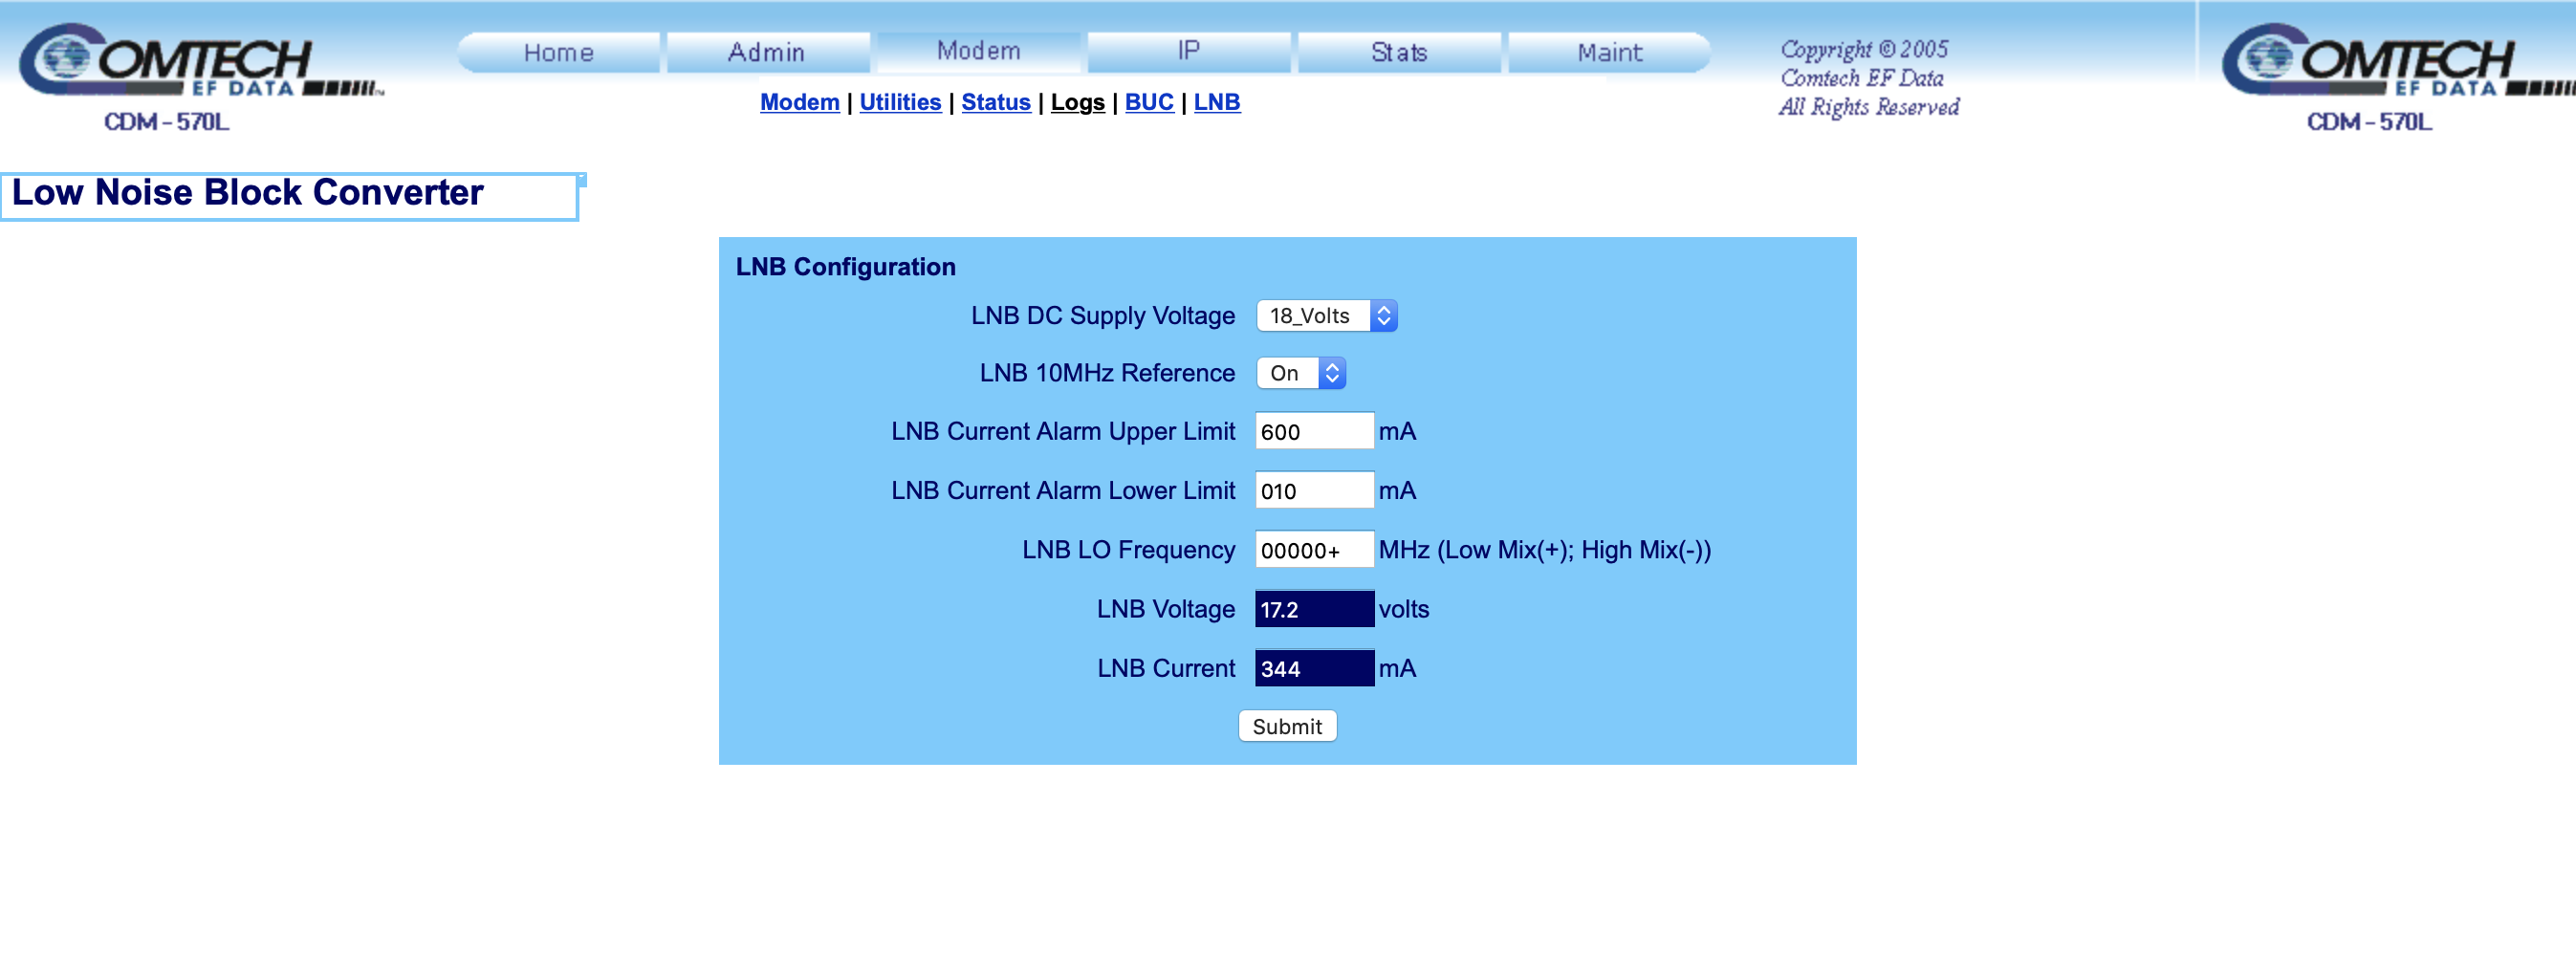 COMTECH
EF DATA
CDM - 570L
Home Admin Modem IP Stats Maint
Modem | Utilities | Status | Logs | BUC | LNB
Copyright © 2005
Comtech EF Data
All Rights Reserved
COMTECH
EF DATA
CDM - 570L
Low Noise Block Converter
LNB Configuration
LNB DC Supply Voltage 18_Volts
LNB 10MHz Reference On
LNB Current Alarm Upper Limit 600 mA
LNB Current Alarm Lower Limit 010 mA
LNB LO Frequency 00000+ MHz (Low Mix(+); High Mix(-))
LNB Voltage 17.2 volts
LNB Current 344 mA
Submit